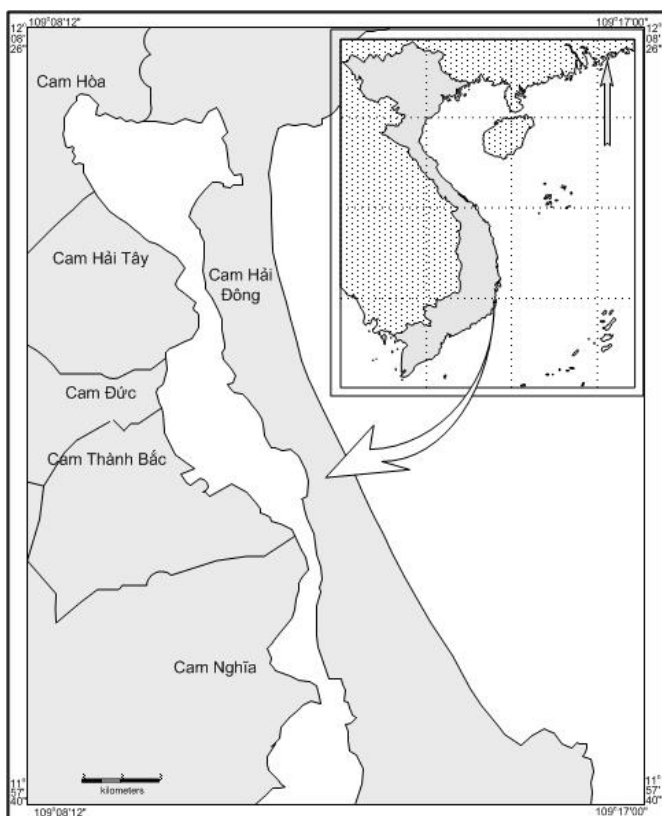 109°08'12"
109°17'00"
12°
08'
26"
12°
08'
26"
Cam Hòa
Cam Hải Tây
Cam Hải
Đông
Cam Đức
Cam Thành Bắc
Cam Nghĩa
kilometers
11°
57'
40"
11°
57'
40"
109°08'12"
109°17'00"